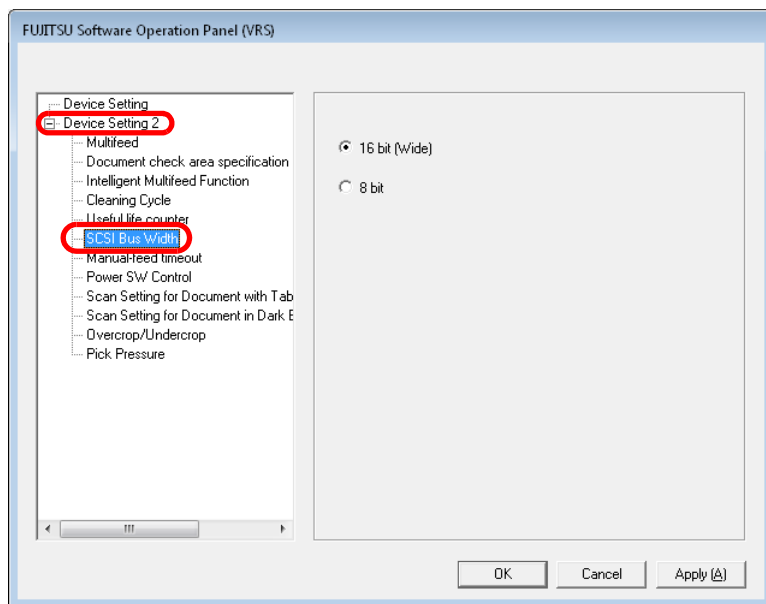 FUJITSU Software Operation Panel (VRS)
Device Setting
Device Setting 2
Multifeed
Document check area specification
Intelligent Multifeed Function
Cleaning Cycle
Useful life counter
SCSI Bus Width
Manual-feed timeout
Power SW Control
Scan Setting for Document with Tab
Scan Setting for Document in Dark
Overcrop/Undercrop
Pick Pressure
16 bit (Wide)
8 bit
OK
Cancel
Apply (A)